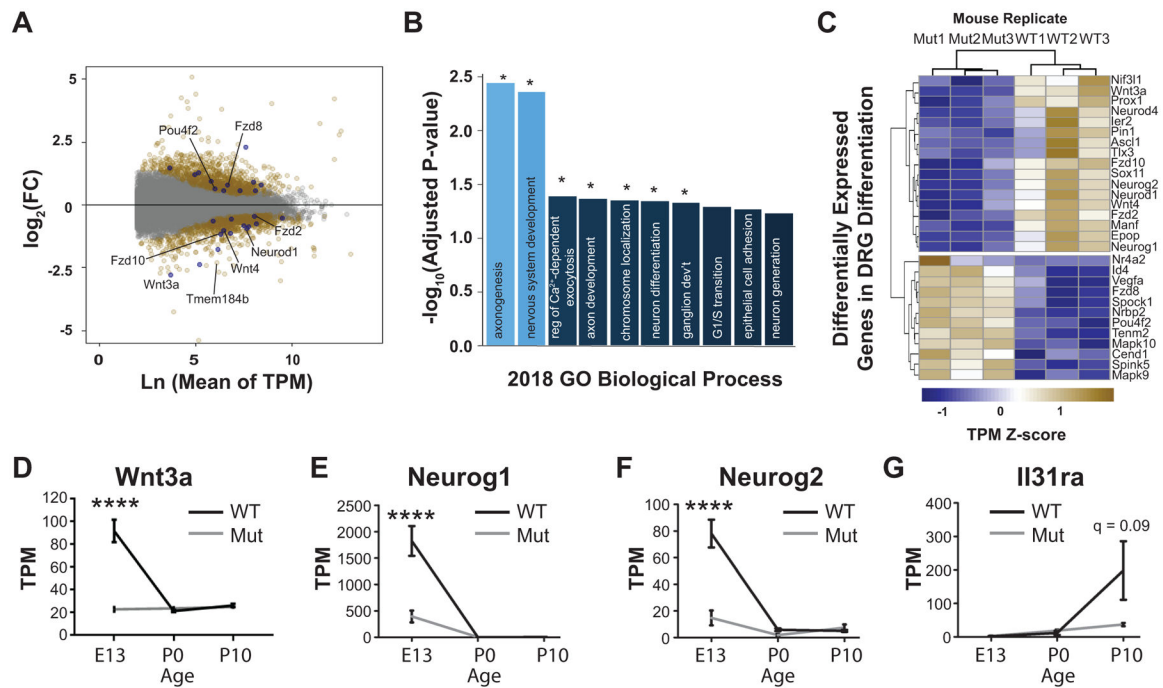 A
log2(FC)
5
2.5
0
-2.5
-5
Pou4f2
Fzd8
Fzd2
Fzd10
Neurod1
Wnt4
Wnt3a
Tmem184b
0
5
10
Ln (Mean of TPM)
B
-log10(Adjusted P-value)
2.5
2.0
1.5
1.0
0.5
0.0
* * * * * * *
axonogenesis
nervous system development
reg of Ca2+-dependent
exocytosis
axon development
chromosome localization
neuron differentiation
ganglion dev't
G1/S transition
epithelial cell adhesion
neuron generation
2018 GO Biological Process
C
Mouse Replicate
Mut1 Mut2 Mut3 WT1 WT2 WT3
Differentially Expressed
Genes in DRG Differentiation
Nif3l1
Wnt3a
Prox1
Neurod4
Ier2
Pin1
Ascl1
Tlx3
Fzd10
Sox11
Neurog2
Neurod1
Wnt4
Fzd2
Manf
Epop
Neurog1
Nr4a2
Id4
Vegfa
Fzd8
Spock1
Nrbp2
Pou4f2
Tenm2
Mapk10
Cend1
Spink5
Mapk9
-1 0 1
TPM Z-score
D
Wnt3a
TPM
120
100
80
60
40
20
0
****
WT
Mut
E13 P0 P10
Age
E
Neurog1
TPM
2500
2000
1500
1000
500
0
****
WT
Mut
E13 P0 P10
Age
F
Neurog2
TPM
100
80
60
40
20
0
****
WT
Mut
E13 P0 P10
Age
G
Il31ra
TPM
400
300
200
100
0
WT
Mut
q = 0.09
E13 P0 P10
Age